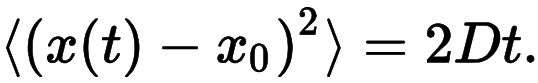 ⟨(x(t) − x₀)²⟩ = 2Dt.